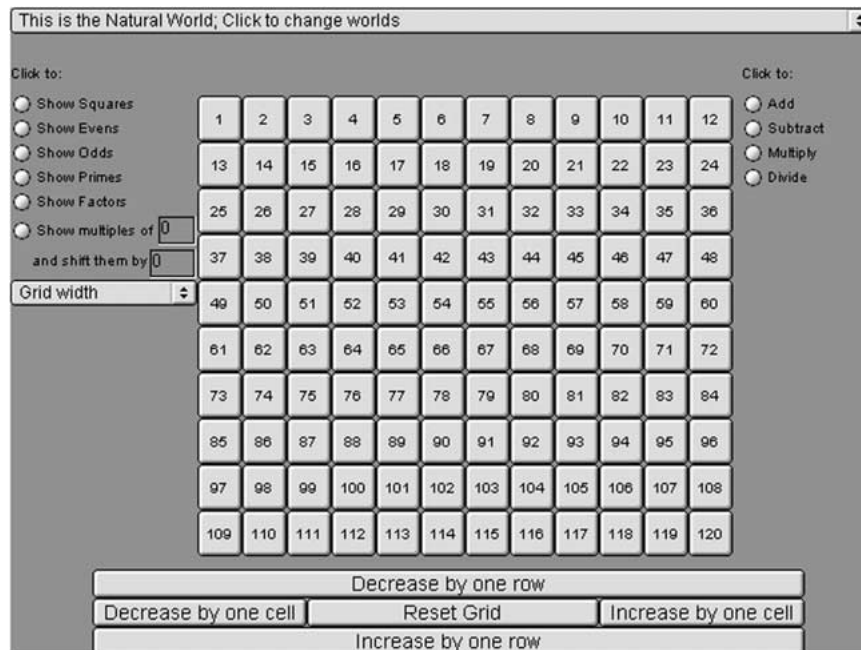 This is the Natural World; Click to change worlds
Click to:
Show Squares
Show Evens
Show Odds
Show Primes
Show Factors
Show multiples of 0
and shift them by 0
Grid width
1 2 3 4 5 6 7 8 9 10 11 12
13 14 15 16 17 18 19 20 21 22 23 24
25 26 27 28 29 30 31 32 33 34 35 36
37 38 39 40 41 42 43 44 45 46 47 48
49 50 51 52 53 54 55 56 57 58 59 60
61 62 63 64 65 66 67 68 69 70 71 72
73 74 75 76 77 78 79 80 81 82 83 84
85 86 87 88 89 90 91 92 93 94 95 96
97 98 99 100 101 102 103 104 105 106 107 108
109 110 111 112 113 114 115 116 117 118 119 120
Click to:
Add
Subtract
Multiply
Divide
Decrease by one row
Decrease by one cell Reset Grid Increase by one cell
Increase by one row